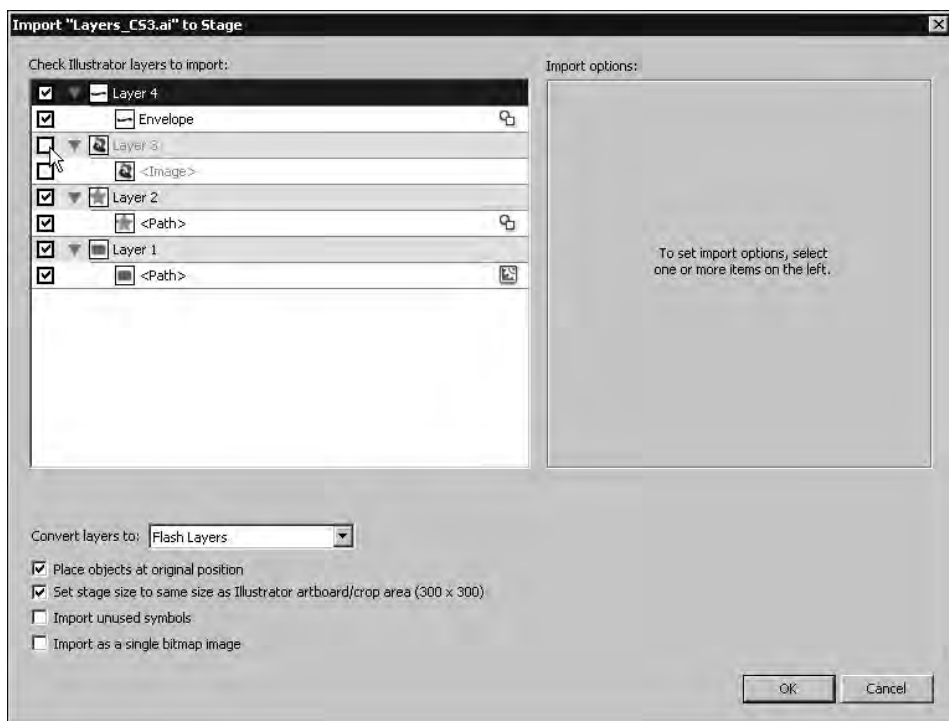 Import "Layers_CS3.ai" to Stage
Check Illustrator layers to import:
Import options:
Layer 4
Envelope
Layer 3
<Image>
Layer 2
<Path>
Layer 1
<Path>
To set import options, select
one or more items on the left.
Convert layers to: Flash Layers
Place objects at original position
Set stage size to same size as Illustrator artboard/crop area (300 x 300)
Import unused symbols
Import as a single bitmap image
OK
Cancel